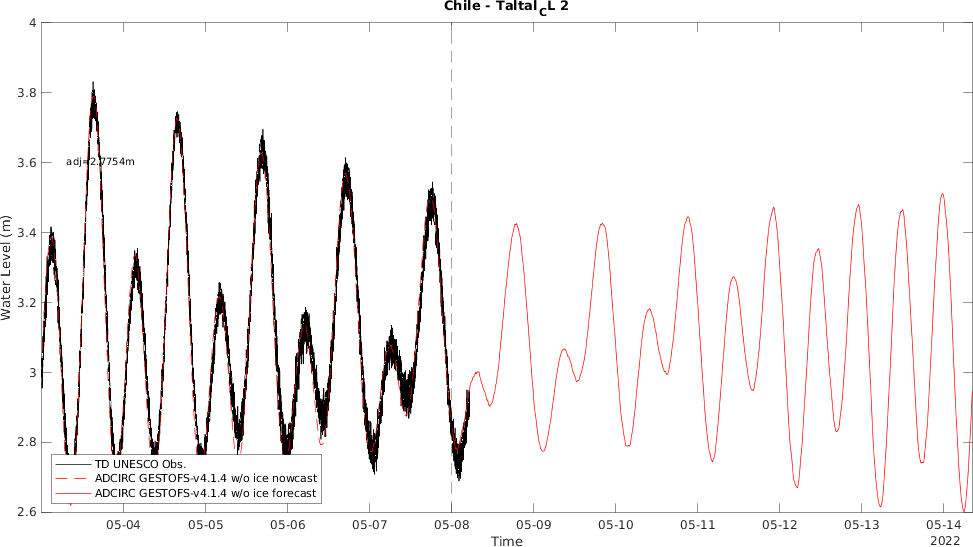 Chile - Taltal_CL 2
4
3.8
3.6
3.4
3.2
3
2.8
2.6
Water Level (m)
adj=2.7754m
TD UNESCO Obs.
ADCIRC GESTOFS-v4.1.4 w/o ice nowcast
ADCIRC GESTOFS-v4.1.4 w/o ice forecast
05-04
05-05
05-06
05-07
05-08
05-09
05-10
05-11
05-12
05-13
05-14
Time
2022